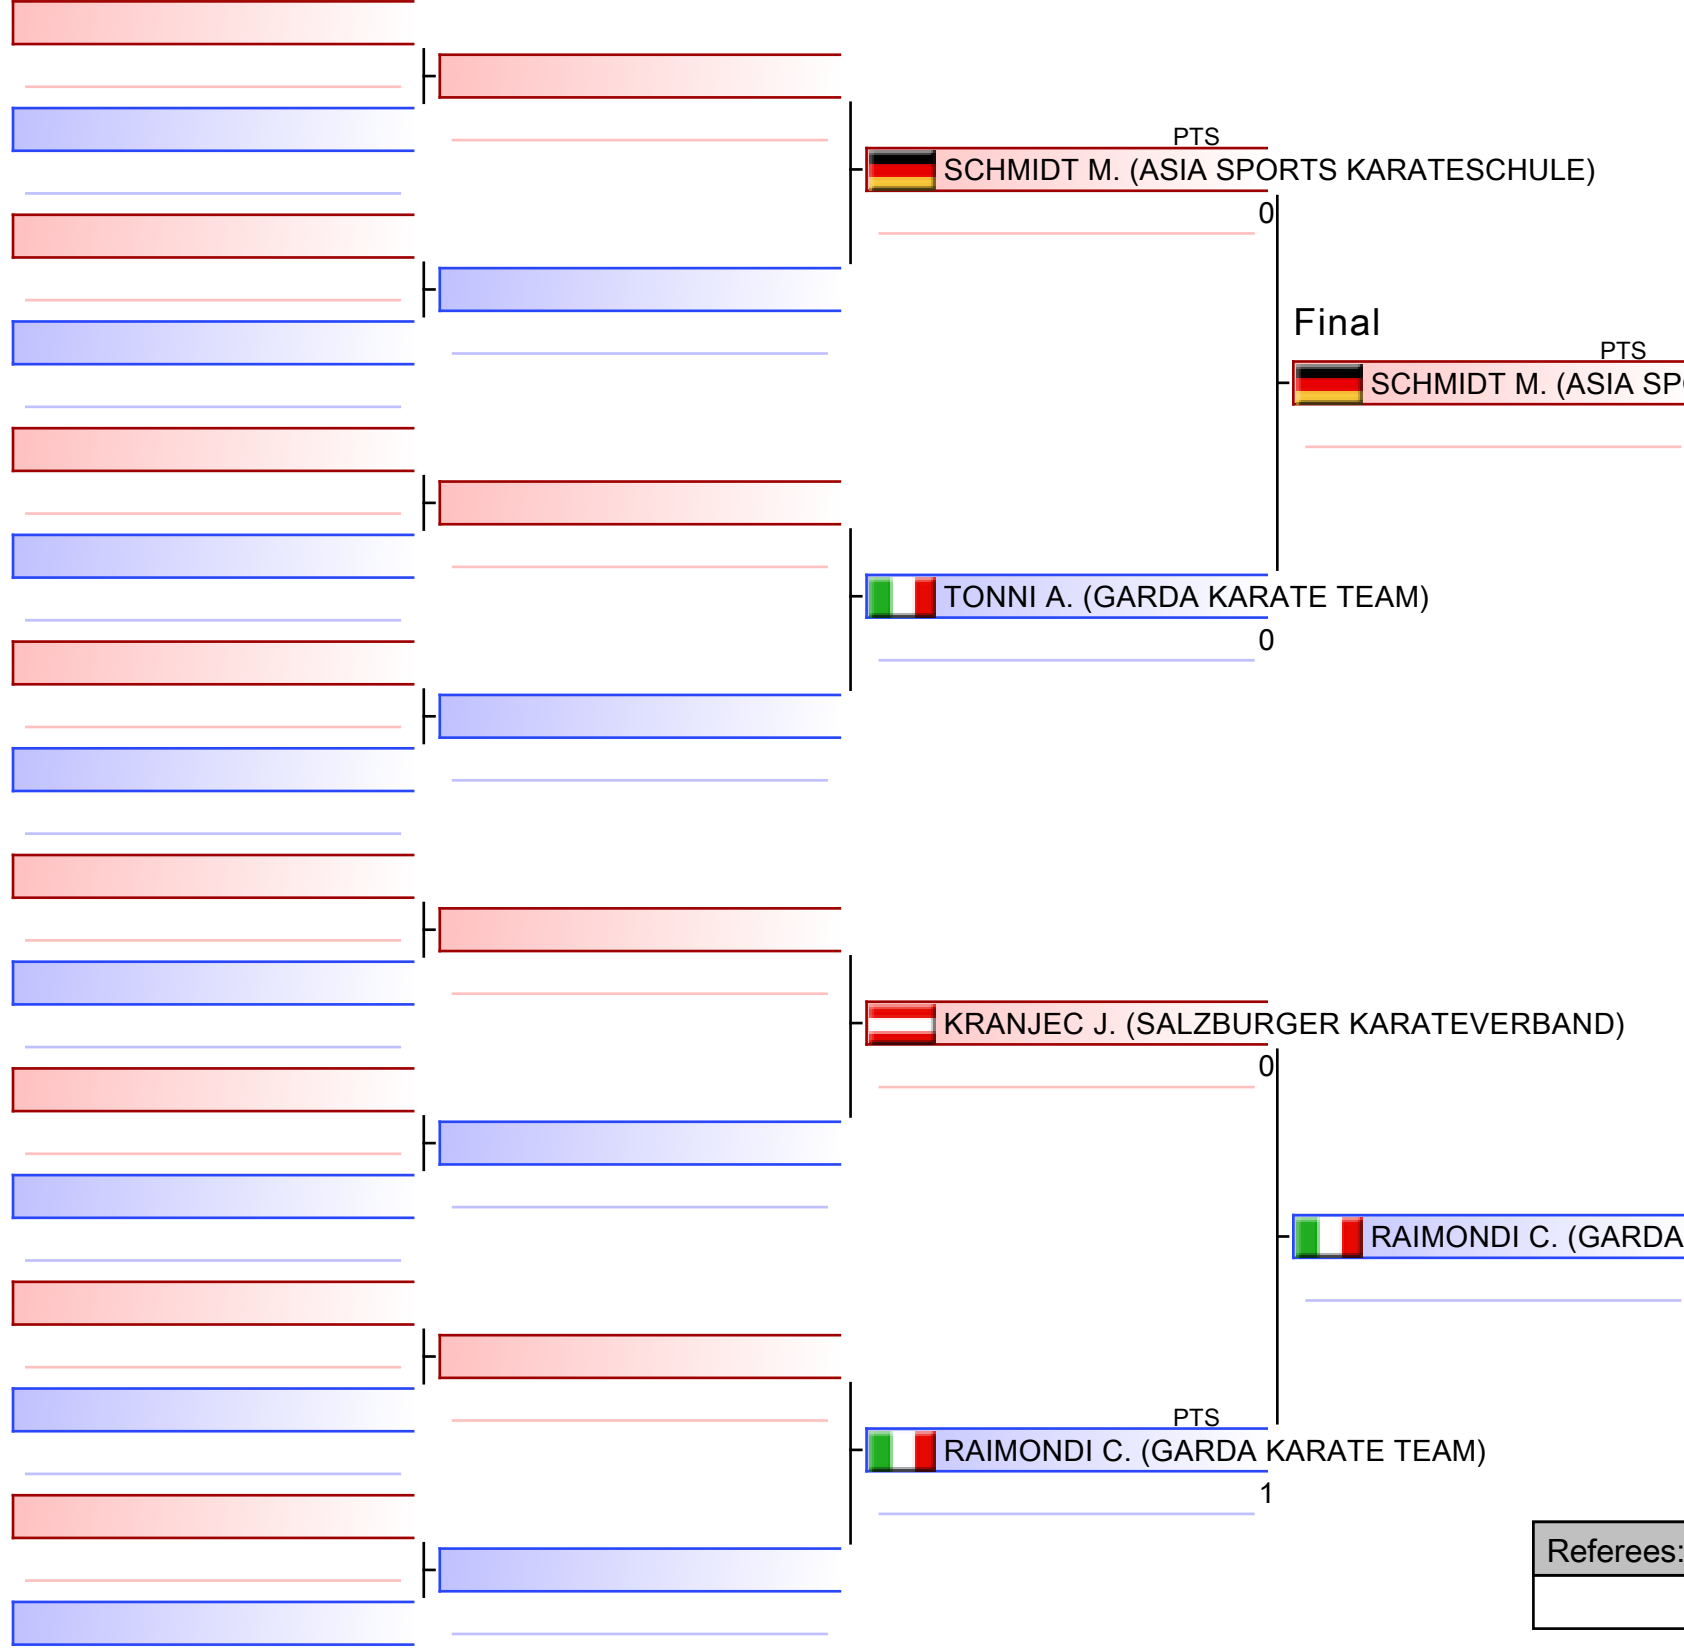 PTS
SCHMIDT M. (ASIA SPORTS KARATESCHULE)
0
Final
PTS
SCHMIDT M. (ASIA SP
TONNI A. (GARDA KARATE TEAM)
0
KRANJEC J. (SALZBURGER KARATEVERBAND)
0
RAIMONDI C. (GARDA
PTS
RAIMONDI C. (GARDA KARATE TEAM)
1
Referees: